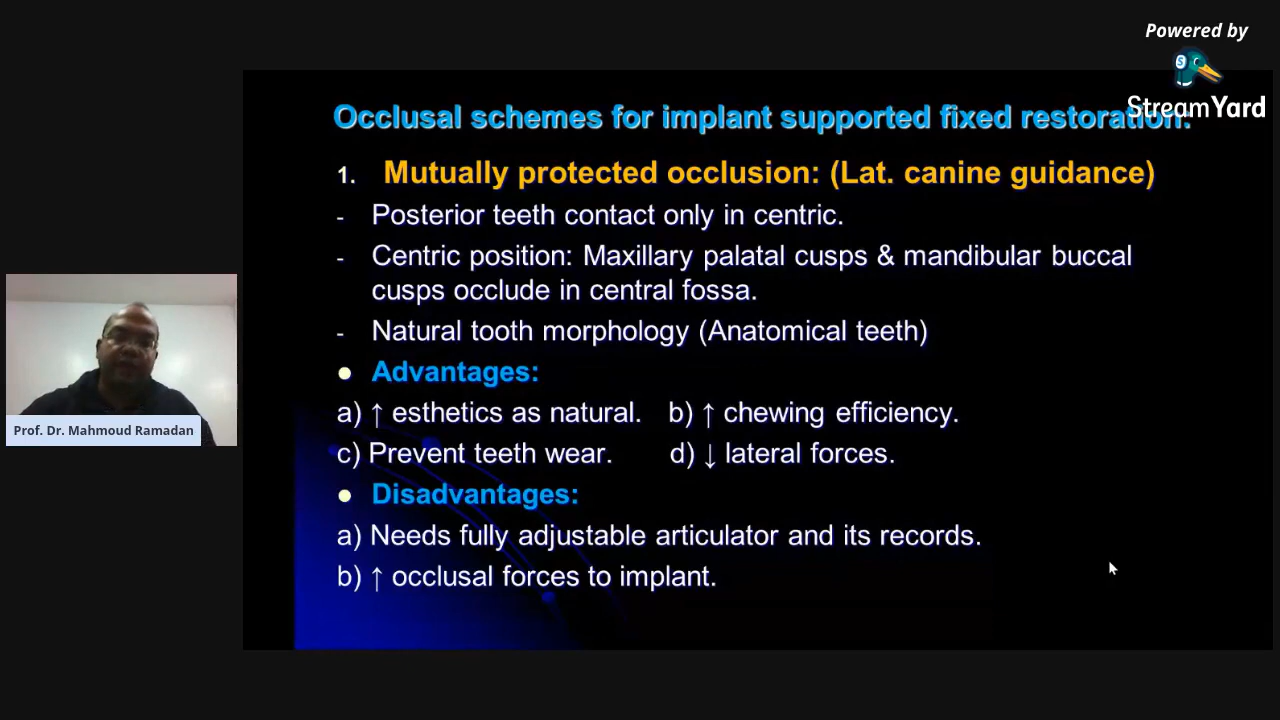 Powered by
StreamYard
Occlusal schemes for implant supported fixed restoration:
1. Mutually protected occlusion: (Lat. canine guidance)
- Posterior teeth contact only in centric.
- Centric position: Maxillary palatal cusps & mandibular buccal
cusps occlude in central fossa.
- Natural tooth morphology (Anatomical teeth)
● Advantages:
a) ↑ esthetics as natural. b) ↑ chewing efficiency.
c) Prevent teeth wear. d) ↓ lateral forces.
● Disadvantages:
a) Needs fully adjustable articulator and its records.
b) ↑ occlusal forces to implant.
Prof. Dr. Mahmoud Ramadan